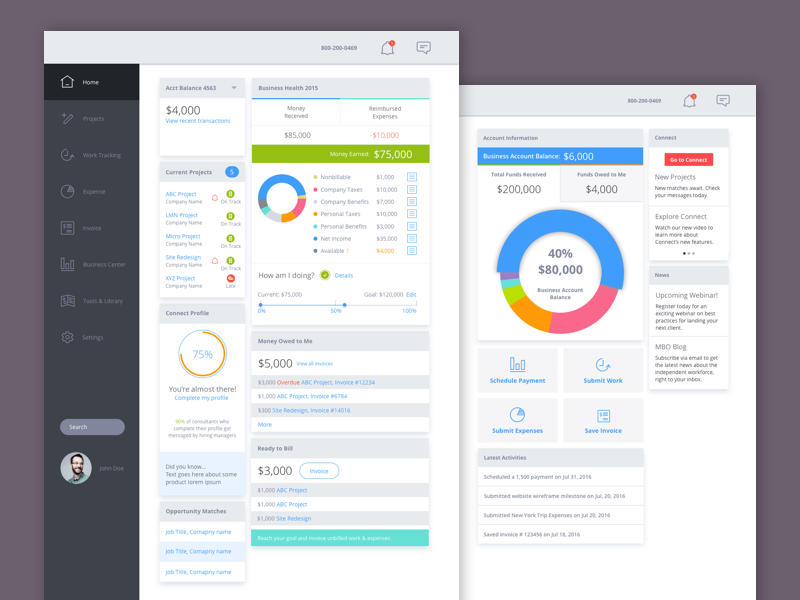 800-200-0469
1
Home
Projects
Work Tracking
Expense
Invoice
Business Center
Tools & Library
Settings
Search
John Doe
Acct Balance 4563
$4,000
View recent transactions
Current Projects
5
ABC Project
Company Name
On Track
LMN Project
Company Name
On Track
Micro Project
Company Name
On Track
Site Redesign
Company Name
On Track
XYZ Project
Company Name
Late
Connect Profile
75%
You're almost there!
Complete my profile
90% of consultants who
complete their profile get
messaged by hiring managers
Did you know...
Text goes here about some
product lorem ipsum
Opportunity Matches
Job Title, Comapny name
Job Title, Comapny name
Job Title, Comapny name
Business Health 2015
Money
Received
Reimbursed
Expenses
$85,000
-$10,000
Money Earned: $75,000
Nonbillable $1,000
Company Taxes $10,000
Company Benefits $7,000
Personal Taxes $10,000
Personal Benefits $3,000
Net Income $35,000
Available $4,000
How am I doing? Details
Current: $75,000
Goal: $120,000 Edit
0%
50%
100%
Money Owed to Me
$5,000 View all invoices
$3,000 Overdue ABC Project, Invoice #12234
$1,000 ABC Project, Invoice #6784
$300 Site Redesign, Invoice #14016
More
Ready to Bill
$3,000 Invoice
$1,000 ABC Project
$1,000 ABC Project
$1,000 Site Redesign
Reach your goal and invoice unbilled work & expenses.
800-200-0469
Account Information
Business Account Balance: $6,000
Total Funds Received
$200,000
Funds Owed to Me
$4,000
40%
$80,000
Business Account
Balance
Schedule Payment
Submit Work
Submit Expenses
Save Invoice
Latest Activities
Scheduled a 1,500 payment on Jul 31, 2016
Submitted website wireframe milestone on Jul, 20, 2016
Submitted New York Trip Expenses on Jul 20, 2016
Saved invoice # 123456 on Jul 18, 2016
Connect
Go to Connect
New Projects
New matches await. Check
your messages today.
Explore Connect
Watch our new video to
learn more about
Connect's new features.
News
Upcoming Webinar!
Register today for an
exciting webinar on best
practices for landing your
next client.
MBO Blog
Subscribe via email to get
the latest news about the
independent workforce,
right to your inbox.